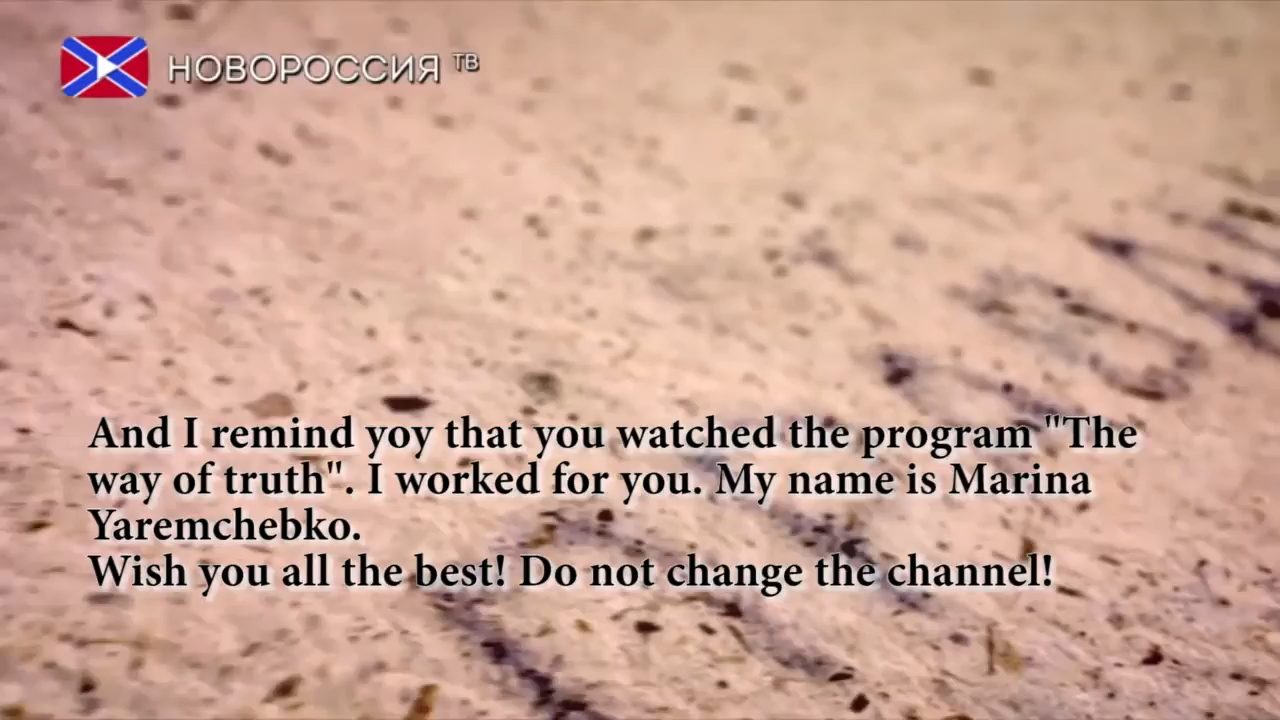 НОВОРОССИЯ ТВ
And I remind yoy that you watched the program "The
way of truth". I worked for you. My name is Marina
Yaremchebko.
Wish you all the best! Do not change the channel!